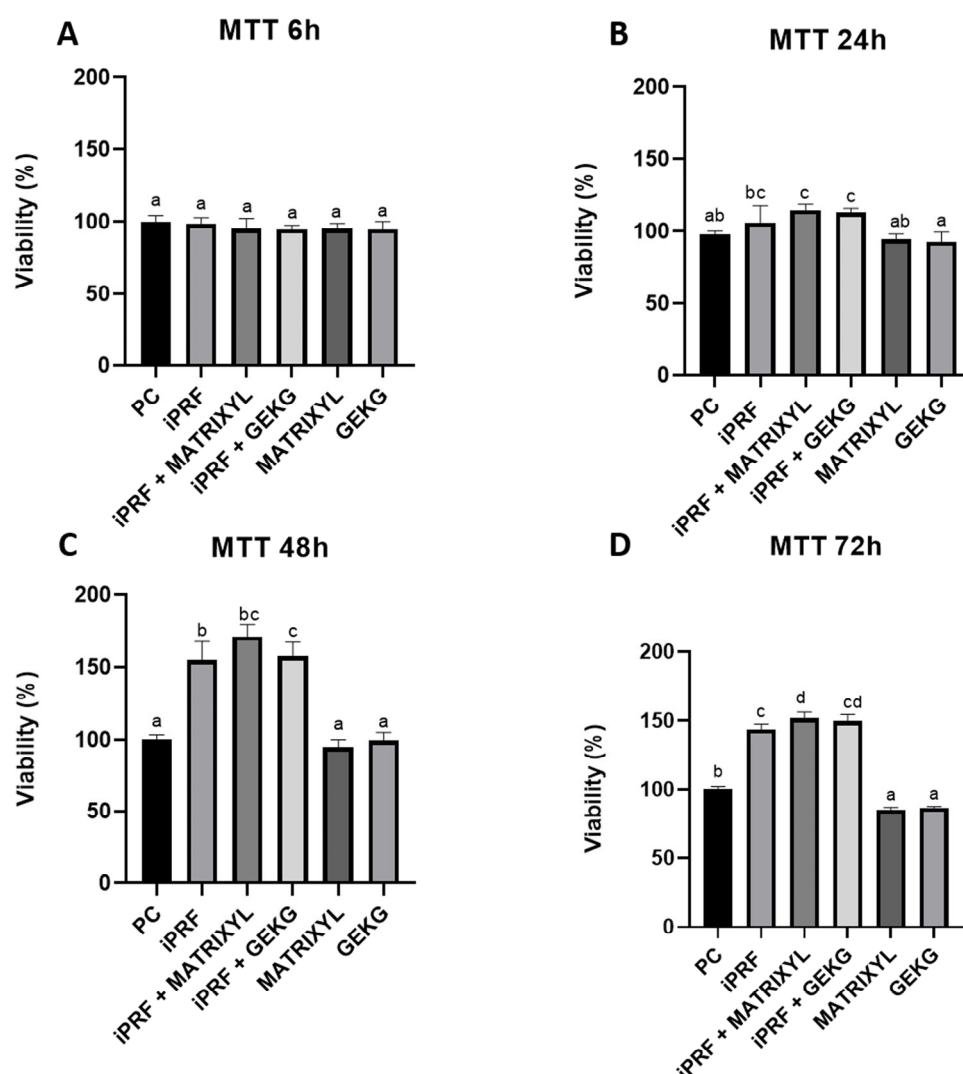 A
MTT 6h
Viability (%)
200
150
100
50
0
a
a
a
a
a
a
PC
iPRF
iPRF + MATRIXYL
iPRF + GEKG
MATRIXYL
GEKG
B
MTT 24h
Viability (%)
200
150
100
50
0
ab
bc
c
c
ab
a
PC
iPRF
iPRF + MATRIXYL
iPRF + GEKG
MATRIXYL
GEKG
C
MTT 48h
Viability (%)
200
150
100
50
0
a
b
bc
c
a
a
PC
iPRF
iPRF + MATRIXYL
iPRF + GEKG
MATRIXYL
GEKG
D
MTT 72h
Viability (%)
200
150
100
50
0
b
c
d
cd
a
a
PC
iPRF
iPRF + MATRIXYL
iPRF + GEKG
MATRIXYL
GEKG